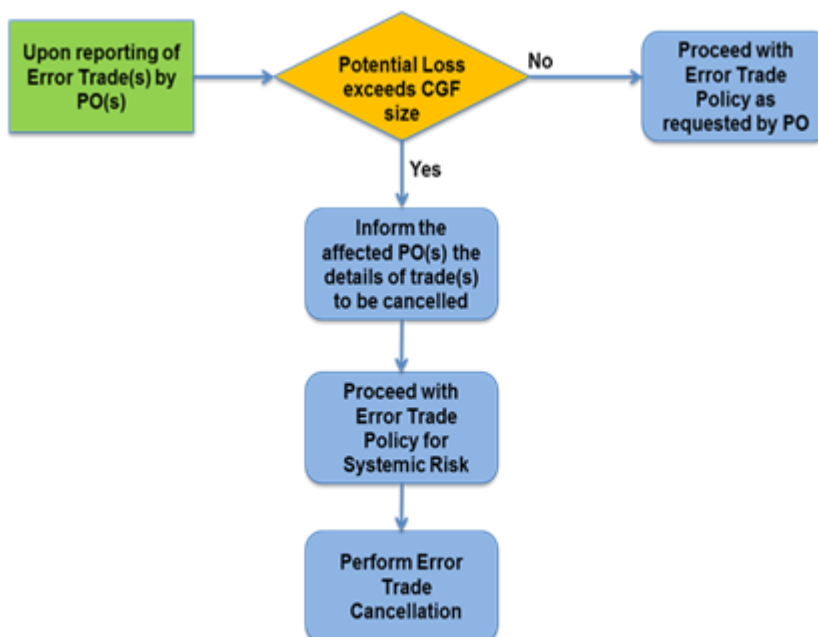 Upon reporting of
Error Trade(s) by
PO(s)
Potential Loss
exceeds CGF
size
No
Proceed with
Error Trade
Policy as
requested by PO
Yes
Inform the
affected PO(s) the
details of trade(s)
to be cancelled
Proceed with
Error Trade
Policy for
Systemic Risk
Perform Error
Trade
Cancellation